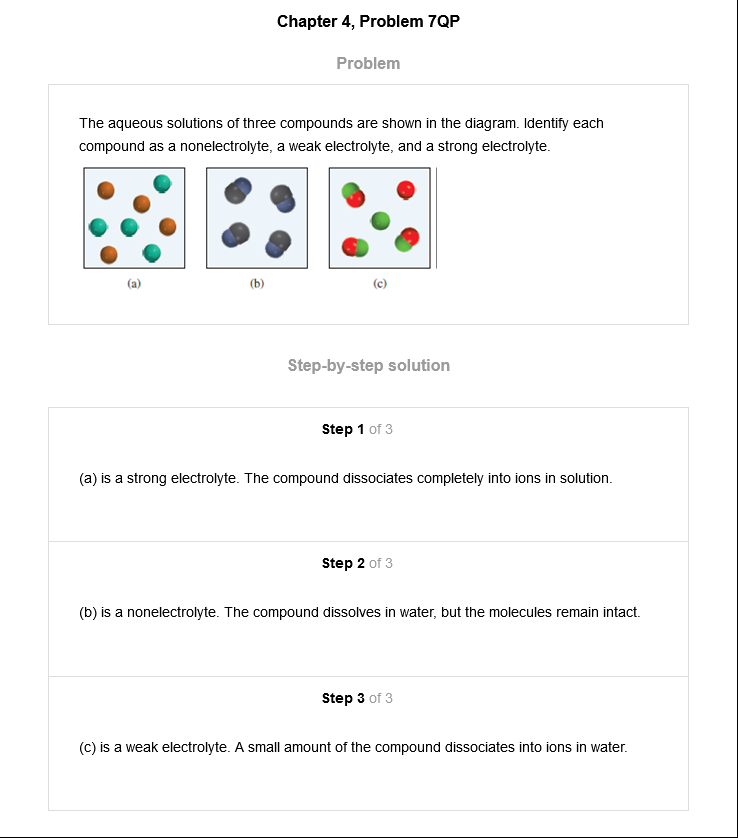 Chapter 4, Problem 7QP
Problem
The aqueous solutions of three compounds are shown in the diagram. Identify each
compound as a nonelectrolyte, a weak electrolyte, and a strong electrolyte.
(a) (b) (c)
Step-by-step solution
Step 1 of 3
(a) is a strong electrolyte. The compound dissociates completely into ions in solution.
Step 2 of 3
(b) is a nonelectrolyte. The compound dissolves in water, but the molecules remain intact.
Step 3 of 3
(c) is a weak electrolyte. A small amount of the compound dissociates into ions in water.